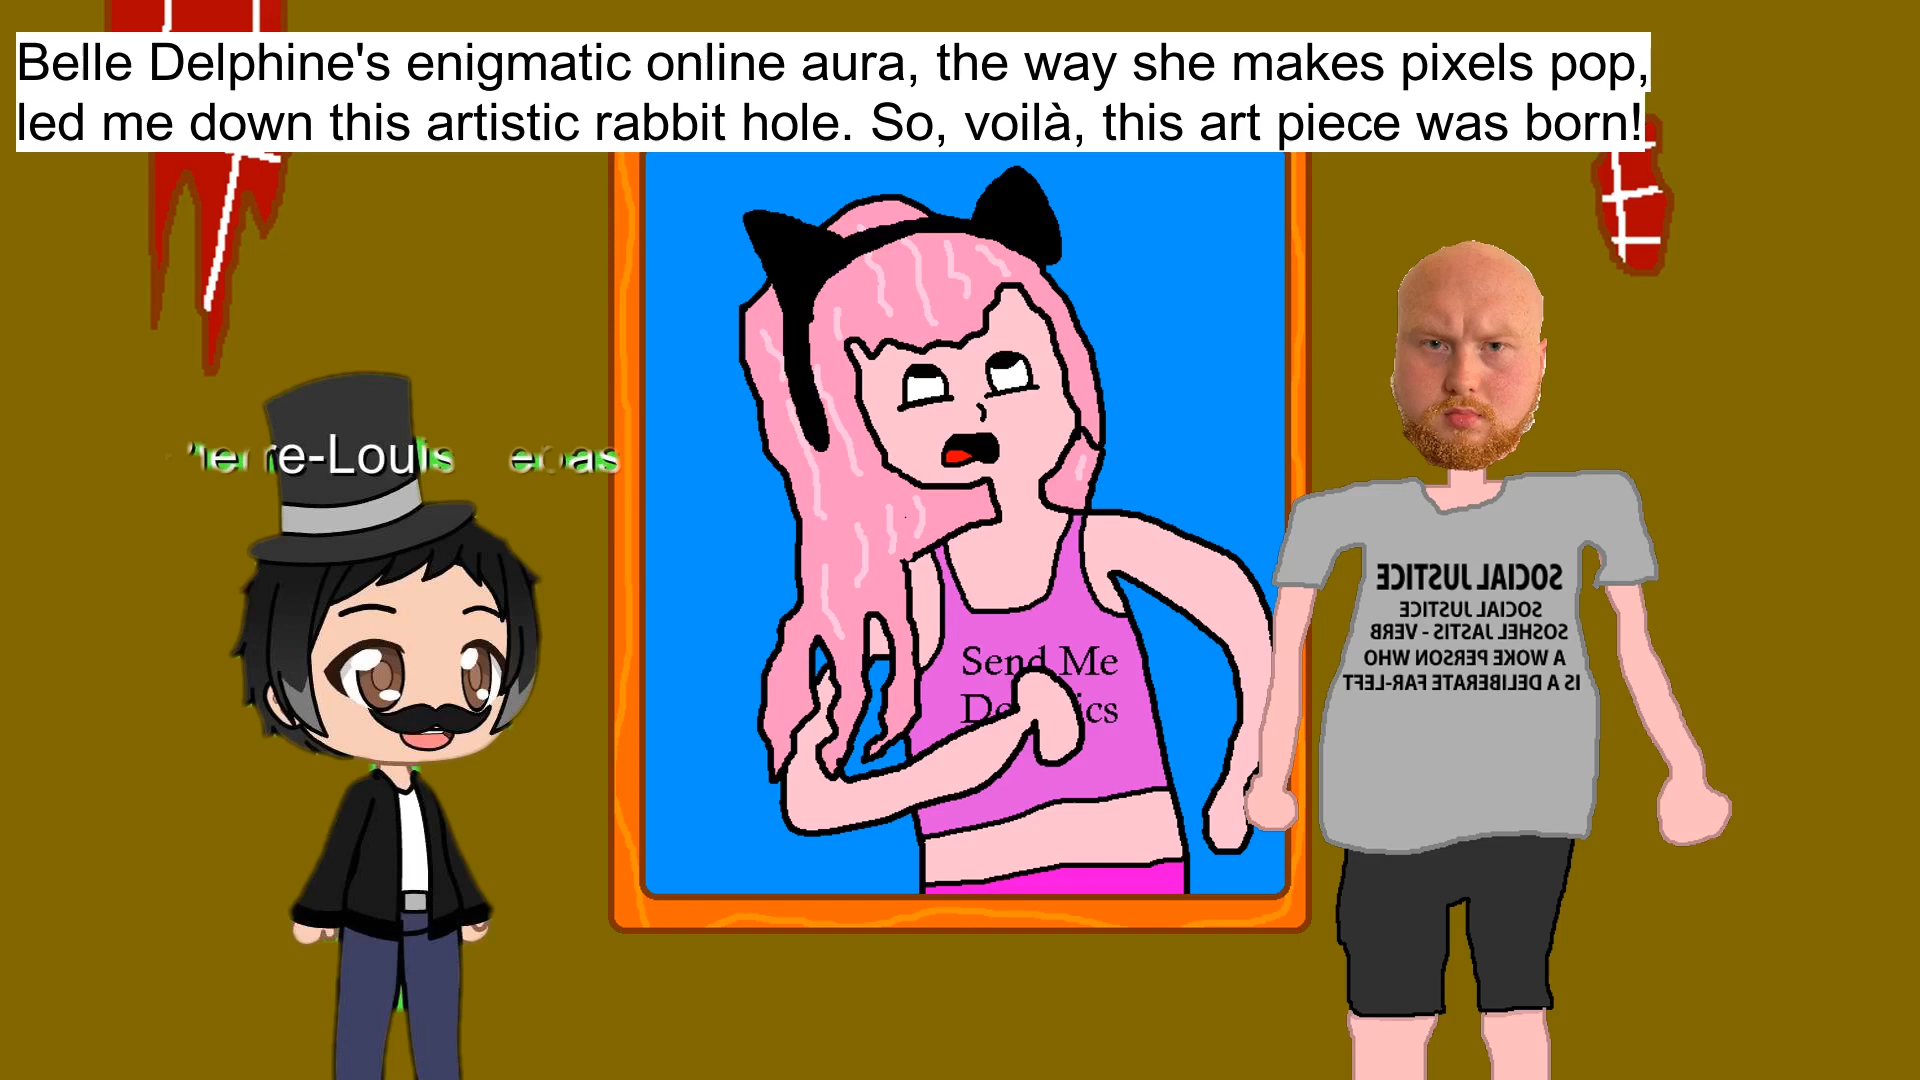 Belle Delphine's enigmatic online aura, the way she makes pixels pop,
led me down this artistic rabbit hole. So, voilà, this art piece was born!
re-Louis
Send Me
SOCIAL JUSTICE
SOCIAL JUSTICE
SOSHEL JASTIS - VERB
A WOKE PERSON WHO
IS A DELIBERATE FAR-LEFT